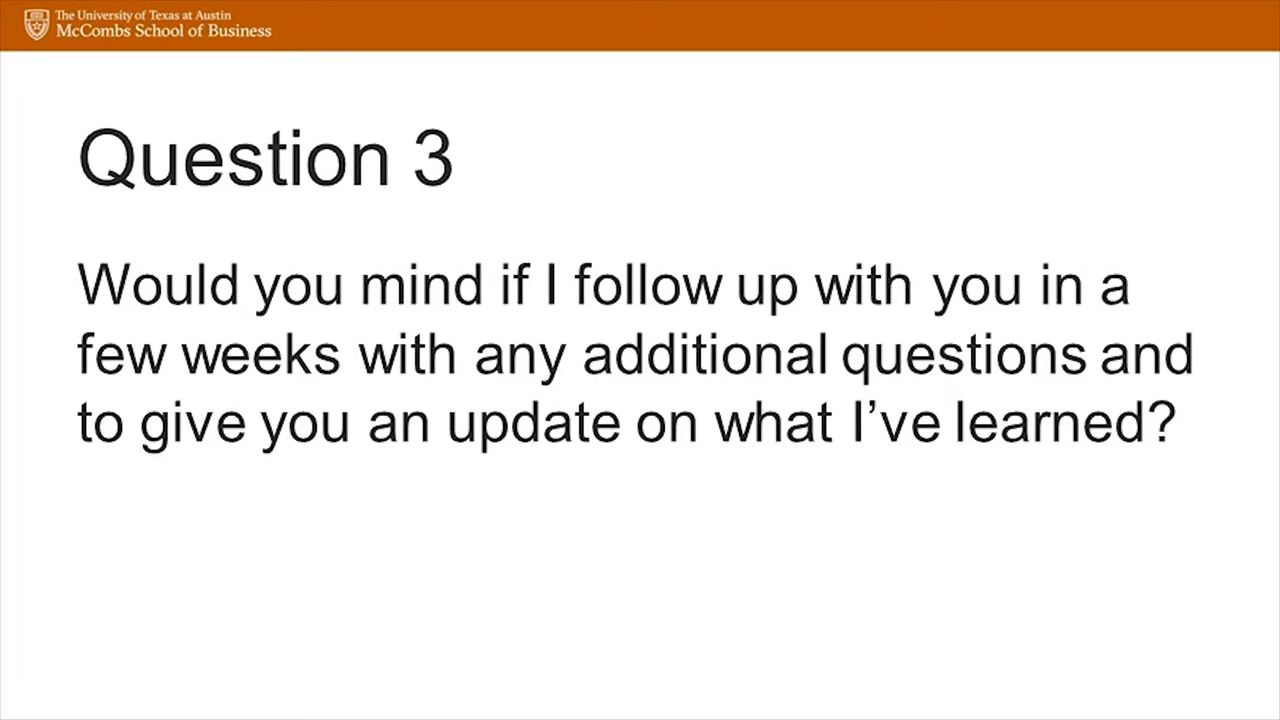 The University of Texas at Austin
McCombs School of Business
Question 3
Would you mind if I follow up with you in a
few weeks with any additional questions and
to give you an update on what I’ve learned?